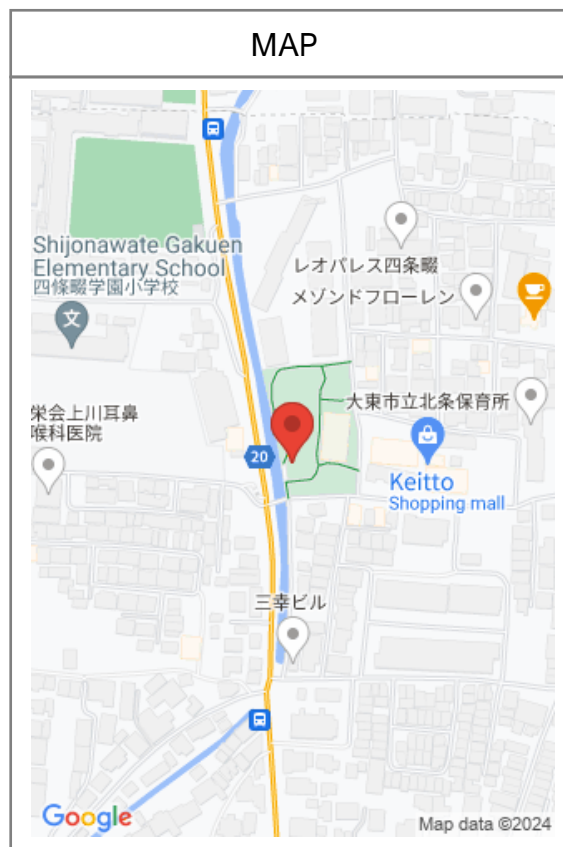 MAP
Shijonawate Gakuen
Elementary School
四條畷学園小学校
レオパレス四条畷
メゾンドフローレン
大東市立北条保育所
栄会上川耳鼻
喉科医院
20
Keitto
Shopping mall
三幸ビル
Google
Map data ©2024